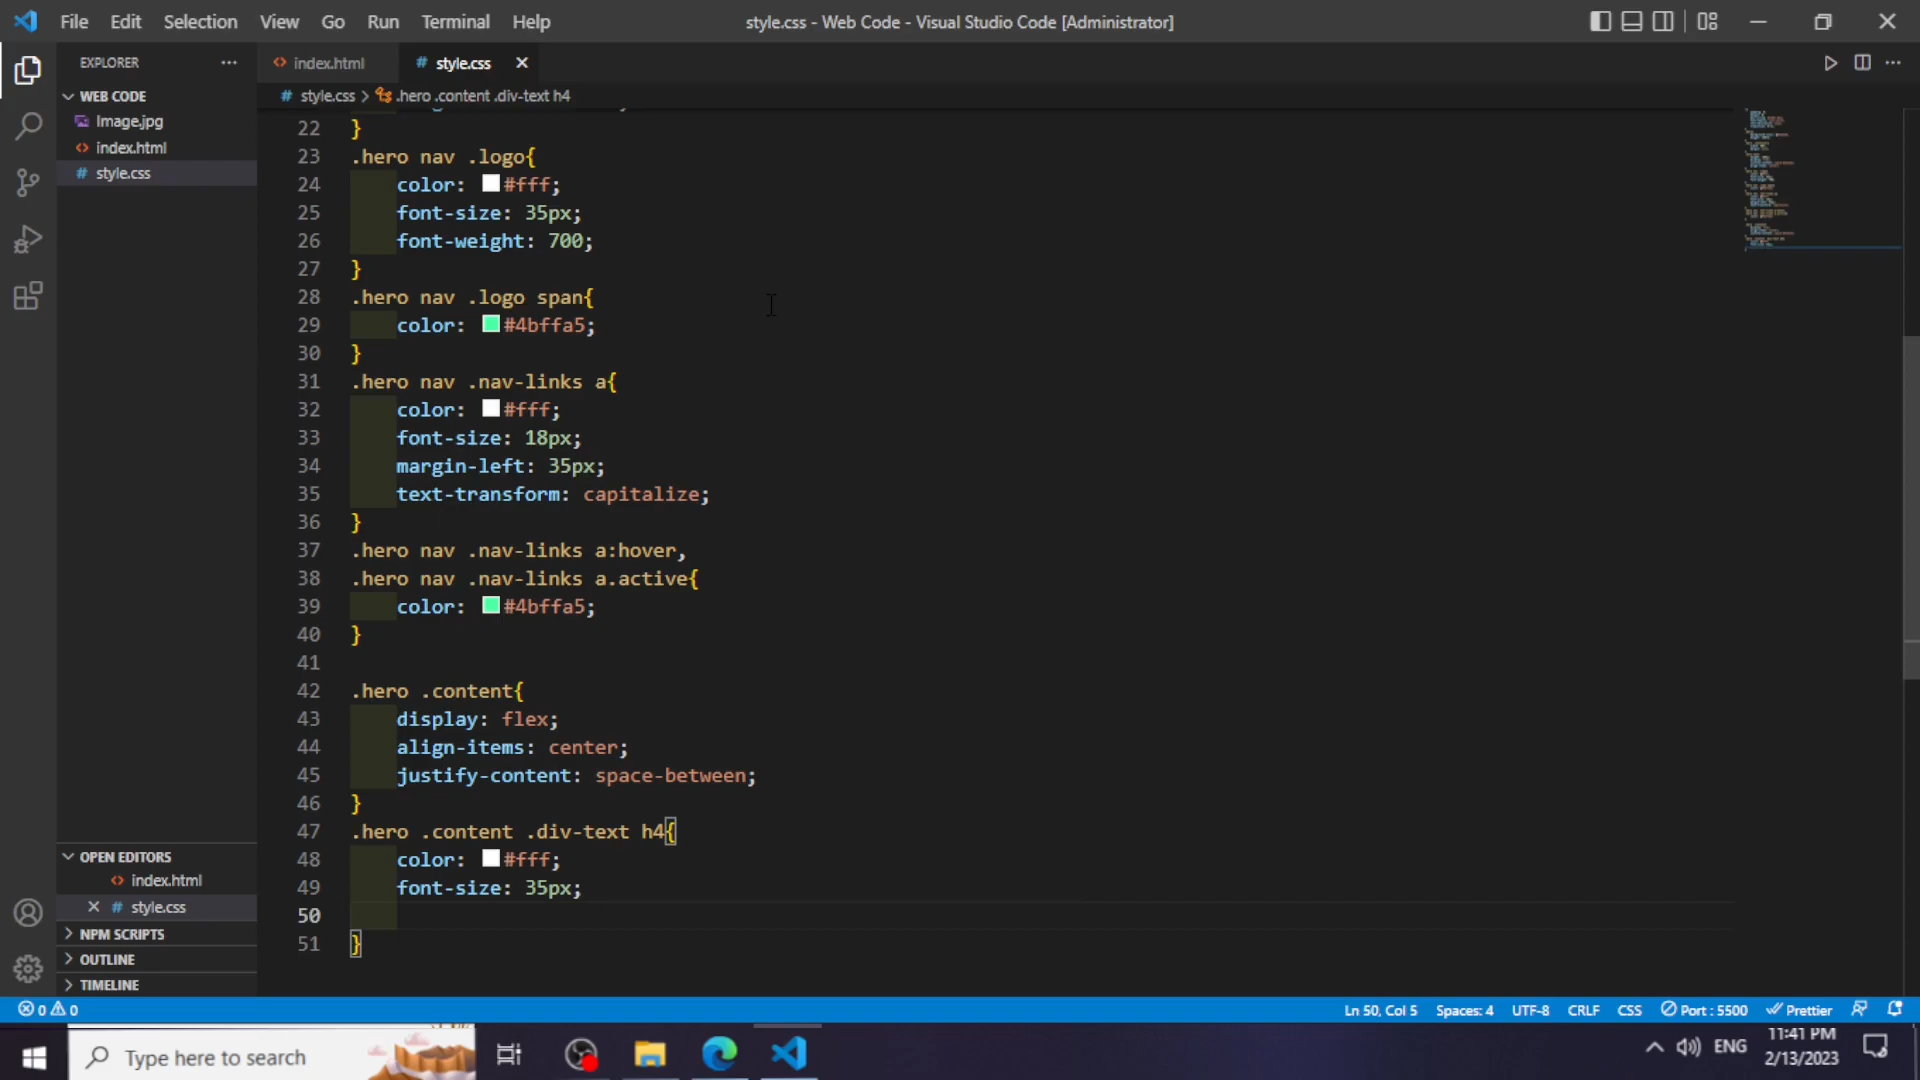 File Edit Selection View Go Run Terminal Help
style.css - Web Code - Visual Studio Code [Administrator]
EXPLORER
index.html
# style.css
# style.css > .hero .content .div-text h4
WEB CODE
Image.jpg
index.html
# style.css
22 }
23 .hero nav .logo{
24 color: #fff;
25 font-size: 35px;
26 font-weight: 700;
27 }
28 .hero nav .logo span{
29 color: #4bffa5;
30 }
31 .hero nav .nav-links a{
32 color: #fff;
33 font-size: 18px;
34 margin-left: 35px;
35 text-transform: capitalize;
36 }
37 .hero nav .nav-links a:hover,
38 .hero nav .nav-links a.active{
39 color: #4bffa5;
40 }
41
42 .hero .content{
43 display: flex;
44 align-items: center;
45 justify-content: space-between;
46 }
47 .hero .content .div-text h4{
48 color: #fff;
49 font-size: 35px;
50
51 }
OPEN EDITORS
index.html
# style.css
NPM SCRIPTS
OUTLINE
TIMELINE
0 0
Ln 50, Col 5 Spaces: 4 UTF-8 CRLF CSS Port : 5500 Prettier
Type here to search
ENG
11:41 PM
2/13/2023